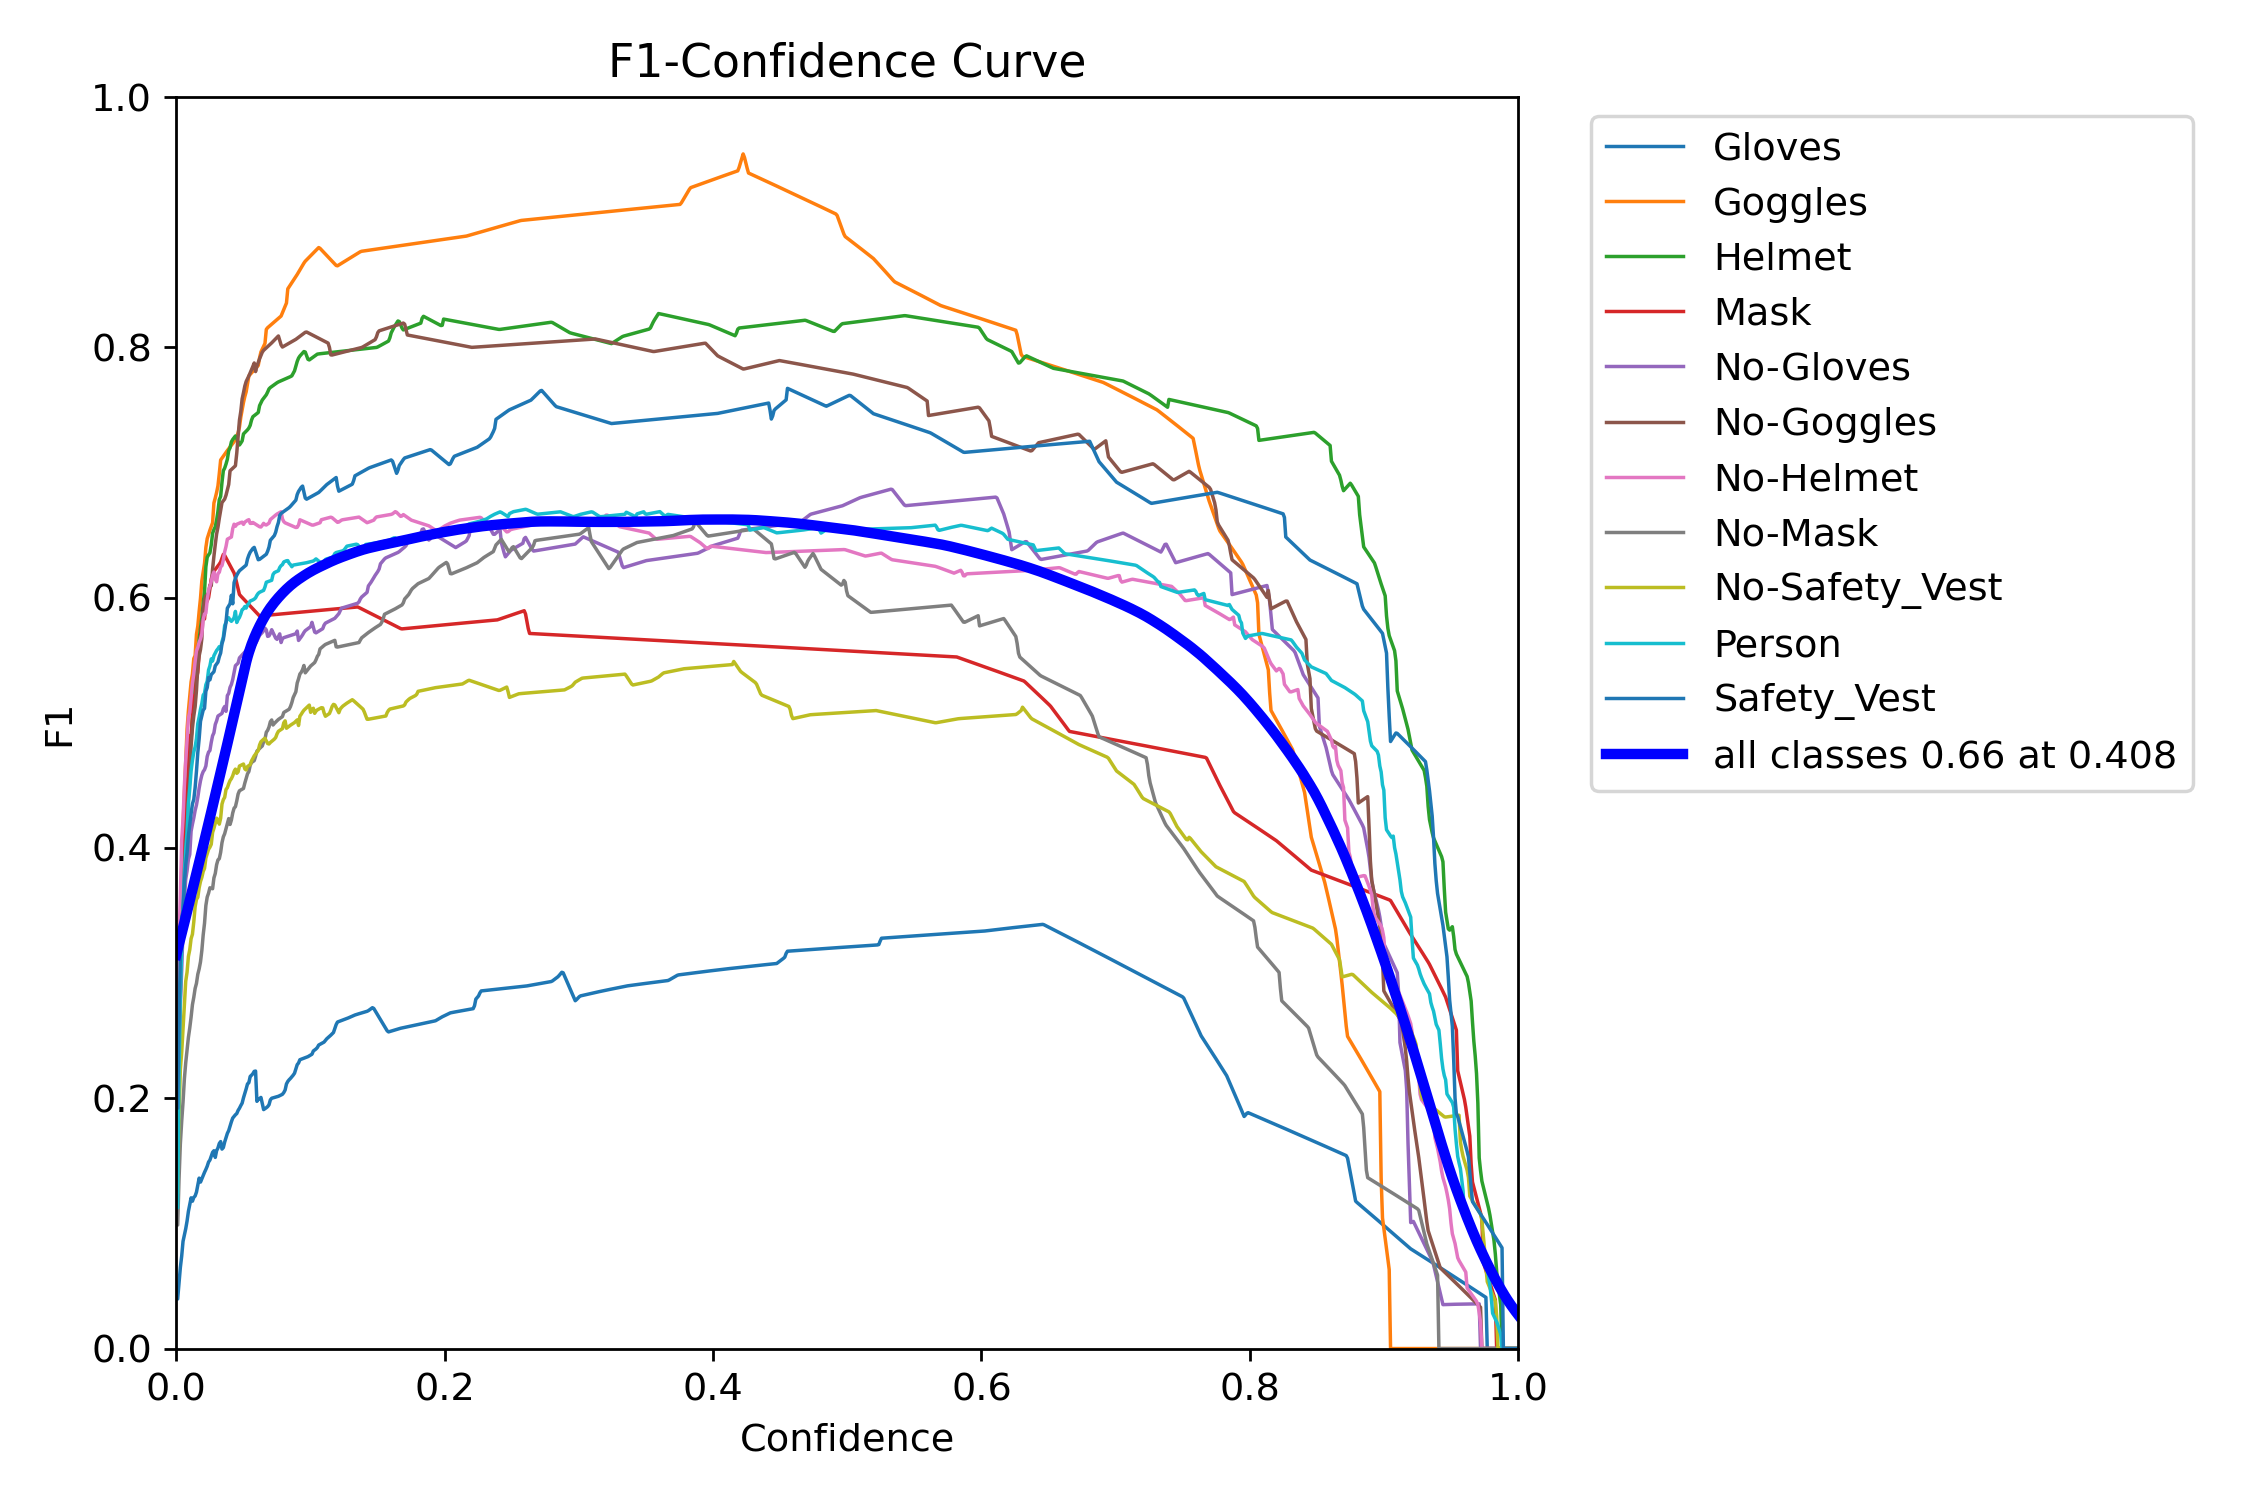 F1-Confidence Curve
1.0
0.8
0.6
0.4
0.2
0.0
F1
0.0 0.2 0.4 0.6 0.8 1.0
Confidence
Gloves
Goggles
Helmet
Mask
No-Gloves
No-Goggles
No-Helmet
No-Mask
No-Safety_Vest
Person
Safety_Vest
all classes 0.66 at 0.408